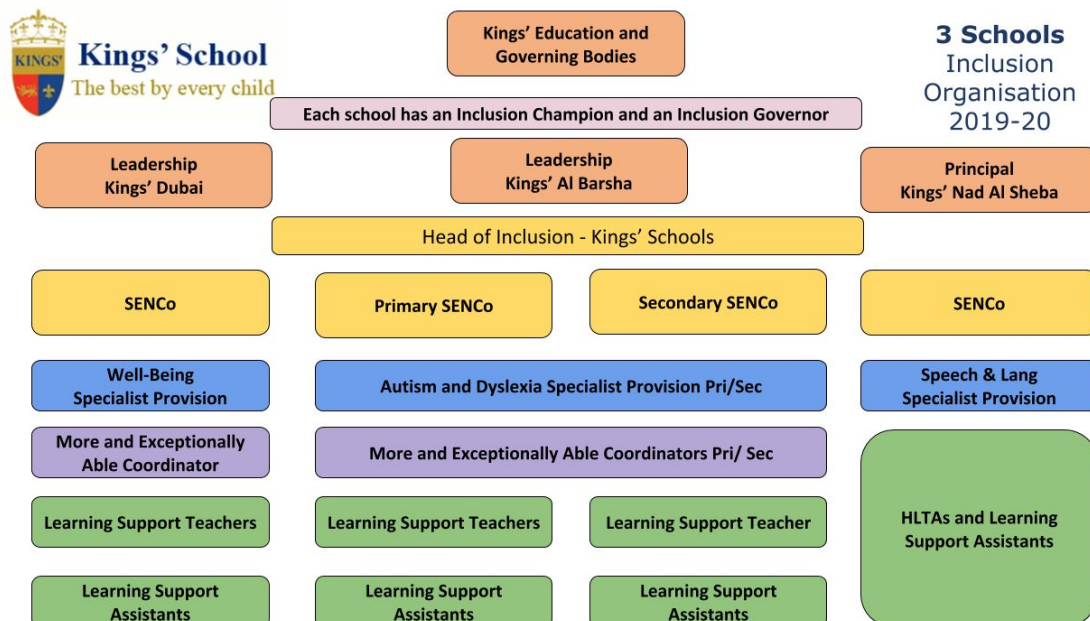 KINGS'
Kings' School
The best by every child
Kings' Education and
Governing Bodies
3 Schools
Inclusion
Organisation
2019-20
Each school has an Inclusion Champion and an Inclusion Governor
Leadership
Kings' Dubai
Leadership
Kings' Al Barsha
Principal
Kings' Nad Al Sheba
Head of Inclusion - Kings' Schools
SENCo
Primary SENCo
Secondary SENCo
SENCo
Well-Being
Specialist Provision
Autism and Dyslexia Specialist Provision Pri/Sec
Speech & Lang
Specialist Provision
More and Exceptionally
Able Coordinator
More and Exceptionally Able Coordinators Pri/ Sec
Learning Support Teachers
Learning Support Teachers
Learning Support Teacher
HLTAs and Learning
Support Assistants
Learning Support
Assistants
Learning Support
Assistants
Learning Support
Assistants